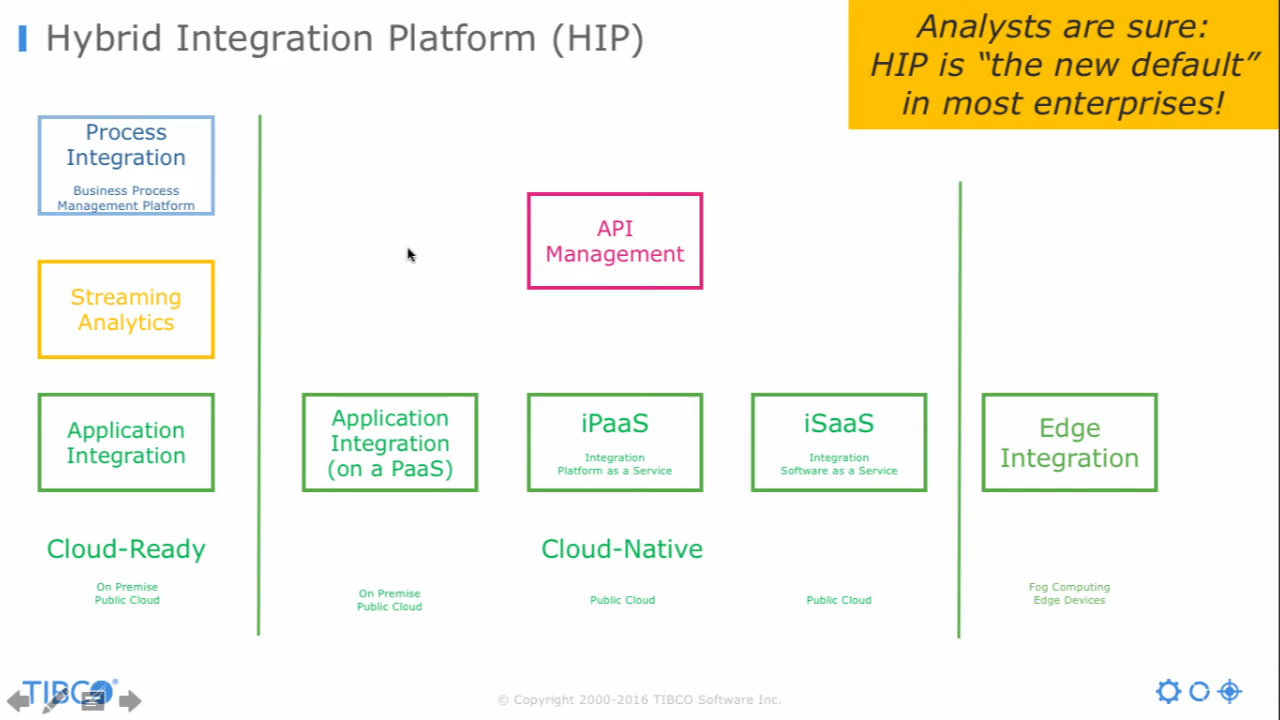 Hybrid Integration Platform (HIP)
Analysts are sure:
HIP is “the new default”
in most enterprises!
Process
Integration
Business Process
Management Platform
API
Management
Streaming
Analytics
Application
Integration
Application
Integration
(on a PaaS)
iPaaS
Integration
Platform as a Service
iSaaS
Integration
Software as a Service
Edge
Integration
Cloud-Ready
On Premise
Public Cloud
Cloud-Native
On Premise
Public Cloud
Public Cloud
Public Cloud
Fog Computing
Edge Devices
TIBCO®
© Copyright 2000-2016 TIBCO Software Inc.